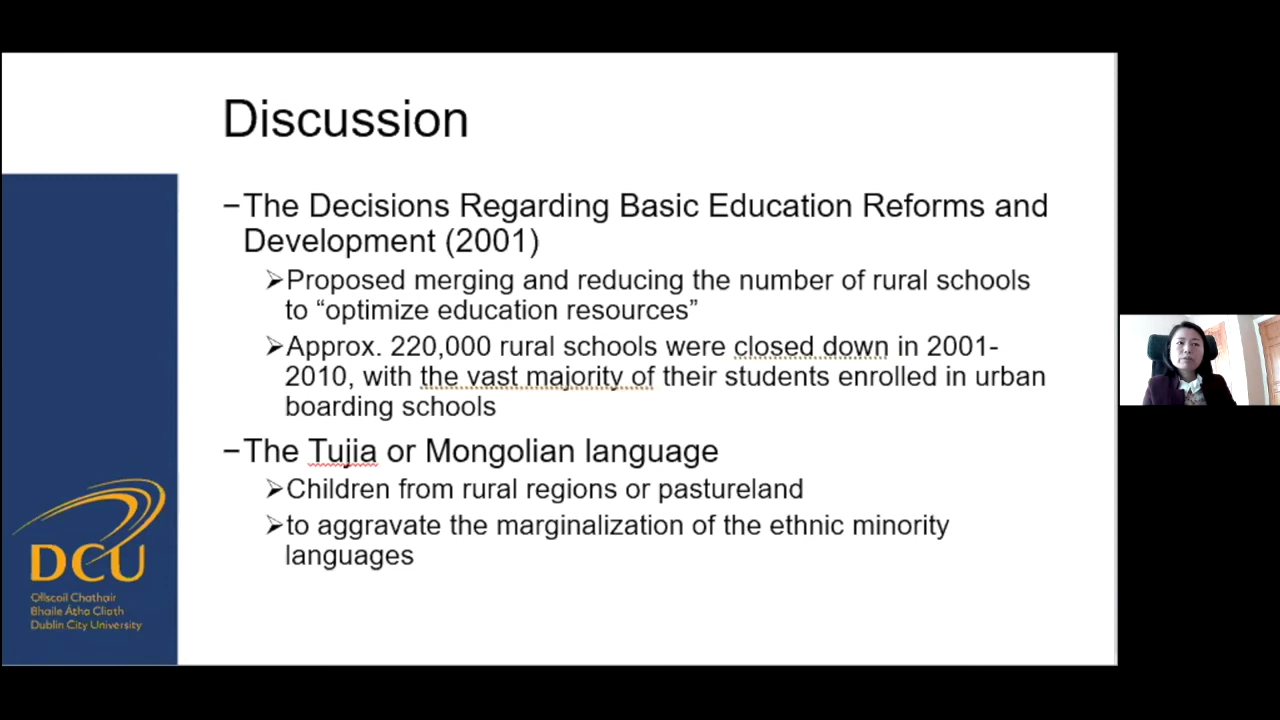 Discussion
−The Decisions Regarding Basic Education Reforms and
Development (2001)
➢Proposed merging and reducing the number of rural schools
to “optimize education resources”
➢Approx. 220,000 rural schools were closed down in 2001-
2010, with the vast majority of their students enrolled in urban
boarding schools
−The Tujia or Mongolian language
➢Children from rural regions or pastureland
➢to aggravate the marginalization of the ethnic minority
languages
DCU
Ollscoil Chathair
Bhaile Átha Cliath
Dublin City University